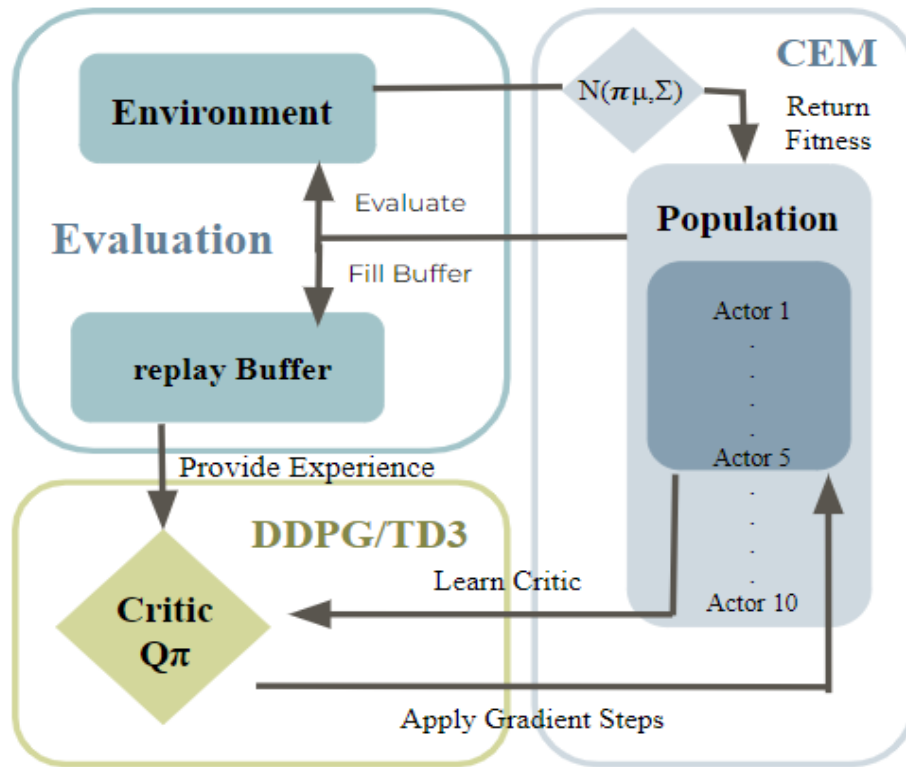 CEM
Environment
N(πμ,Σ)
Return
Fitness
Evaluate
Population
Evaluation
Fill Buffer
Actor 1
.
.
.
.
replay Buffer
Actor 5
Provide Experience
.
.
.
.
DDPG/TD3
Learn Critic
Actor 10
Critic
Qπ
Apply Gradient Steps